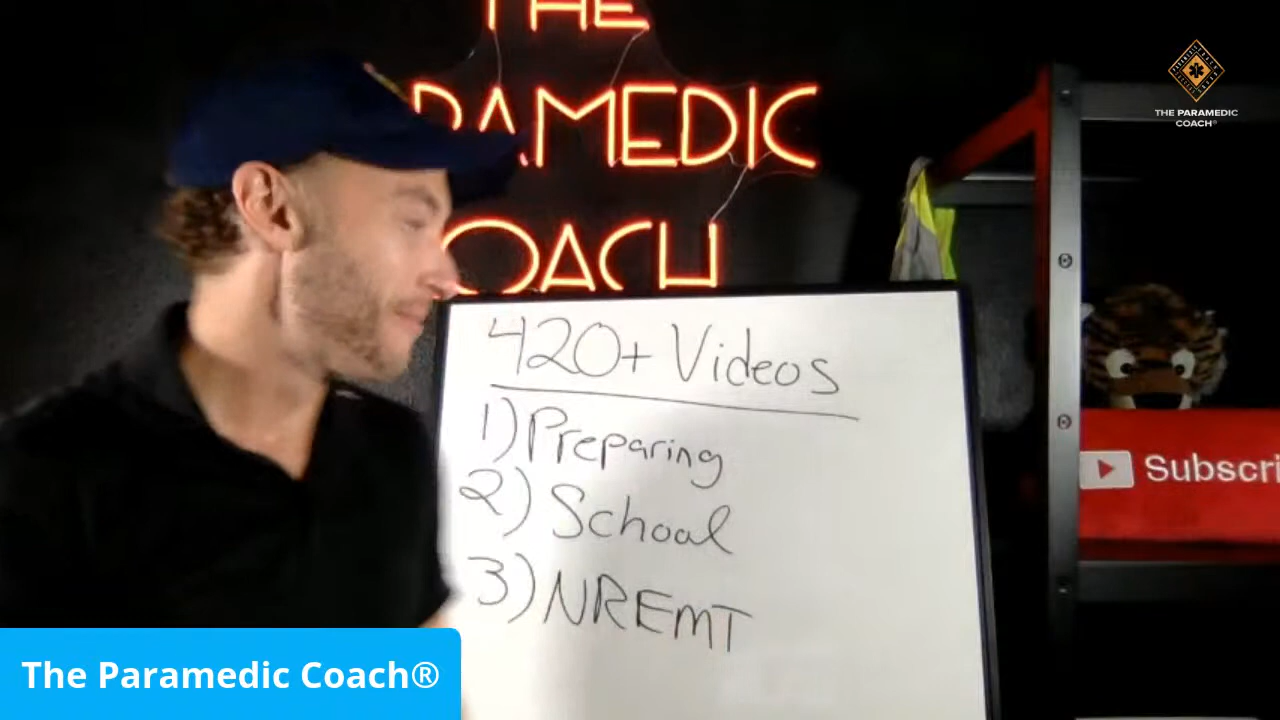 THE
PARAMEDIC
COACH
THE PARAMEDIC
COACH®
420+ Videos
1) Preparing
2) School
3) NREMT
Subscri
The Paramedic Coach®